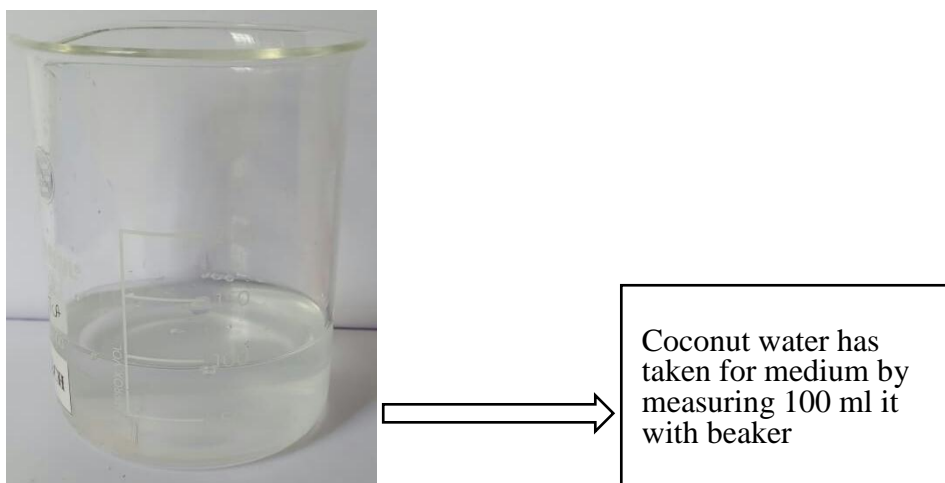 Coconut water has
taken for medium by
measuring 100 ml it
with beaker